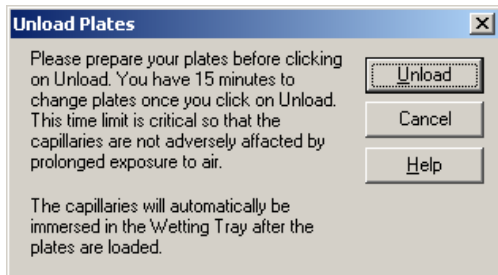 Unload Plates
Please prepare your plates before clicking
on Unload. You have 15 minutes to
change plates once you click on Unload.
This time limit is critical so that the
capillaries are not adversely affacted by
prolonged exposure to air.
The capillaries will automatically be
immersed in the Wetting Tray after the
plates are loaded.
Unload
Cancel
Help